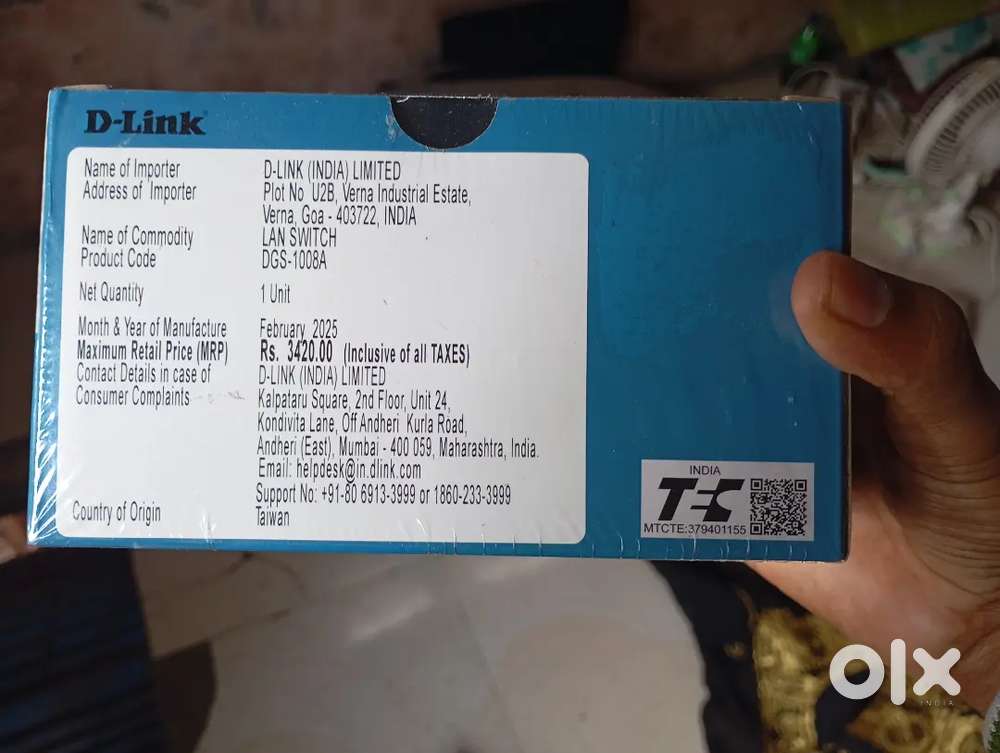 D-Link
Name of Importer D-LINK (INDIA) LIMITED
Address of Importer Plot No U2B, Verna Industrial Estate,
Verna, Goa - 403722, INDIA
Name of Commodity LAN SWITCH
Product Code DGS-1008A
Net Quantity 1 Unit
Month & Year of Manufacture February, 2025
Maximum Retail Price (MRP) Rs. 3420.00 (Inclusive of all TAXES)
Contact Details in case of D-LINK (INDIA) LIMITED
Consumer Complaints Kalpataru Square, 2nd Floor, Unit 24,
Kondivita Lane, Off Andheri Kurla Road,
Andheri (East), Mumbai - 400 059, Maharashtra, India.
Email: helpdesk@in.dlink.com
Support No: +91-80 6913-3999 or 1860-233-3999
Country of Origin Taiwan
INDIA
TEC
MTCTE:379401155
olx
INDIA